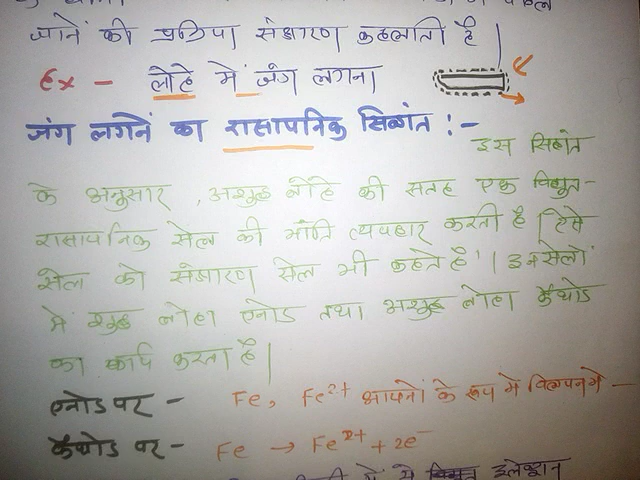 जाने की प्रक्रिया संक्षारण कहलाती है |
Ex - लोहे में जंग लगना
जंग लगने का रासायनिक सिद्धांत :-
इस सिद्धांत
के अनुसार , अशुद्ध लोहे की सतह एक विद्युत-
रासायनिक सेल की भाँति व्यवहार करती है | ऐसे
सेल को संक्षारण सेल भी कहते है | इन सेलों
में शुद्ध लोहा एनोड तथा अशुद्ध लोहा कैथोड
का कार्य करता है |
एनोड पर - Fe, Fe2+ आयनों के रूप में विलयन में —
कैथोड पर - Fe → Fe2+ + 2e-
में से इलेक्ट्रान